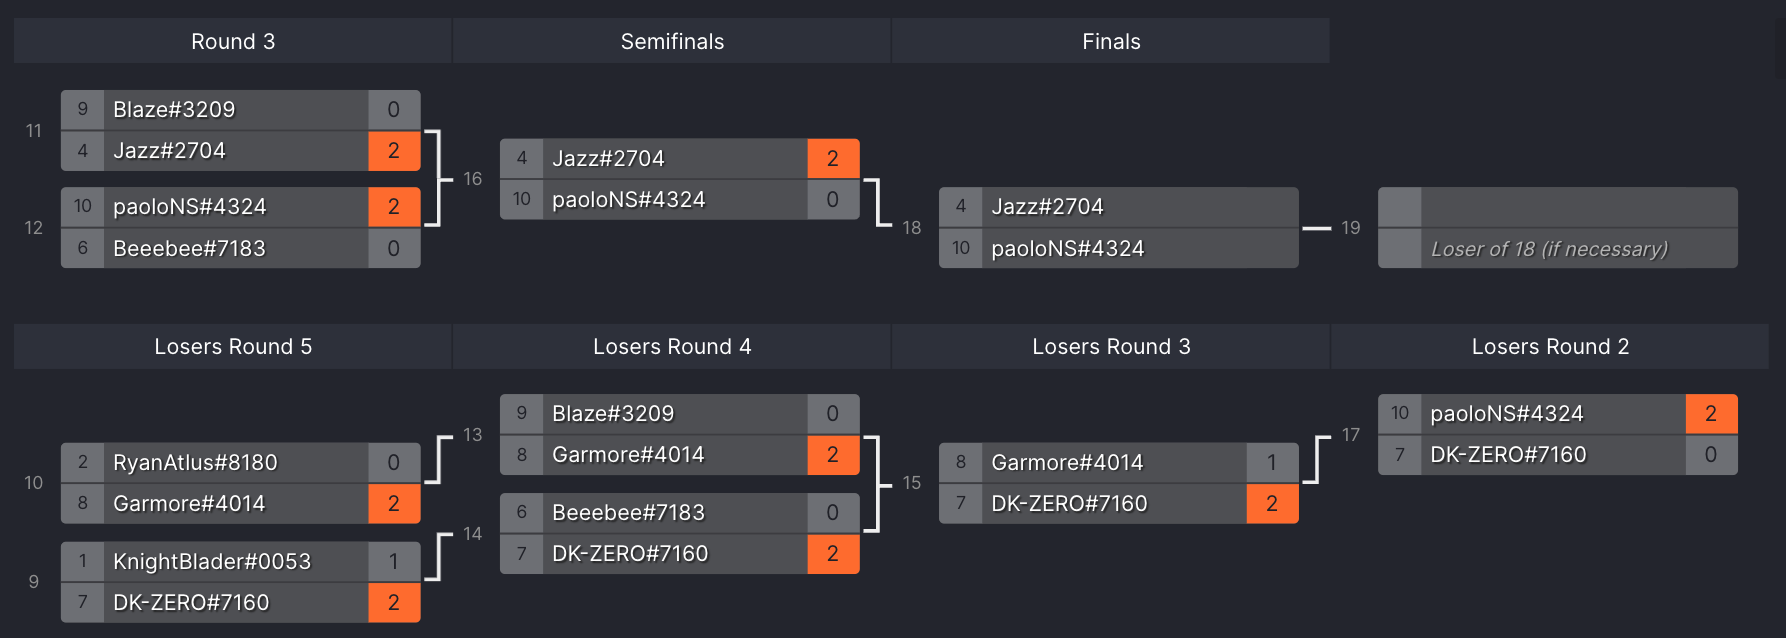 Round 3
Semifinals
Finals
11
9 Blaze#3209 0
4 Jazz#2704 2
12
10 paoloNS#4324 2
6 Beeebee#7183 0
16
4 Jazz#2704 2
10 paoloNS#4324 0
18
4 Jazz#2704
10 paoloNS#4324
19
Loser of 18 (if necessary)
Losers Round 5
Losers Round 4
Losers Round 3
Losers Round 2
10
2 RyanAtlus#8180 0
8 Garmore#4014 2
9
1 KnightBlader#0053 1
7 DK-ZERO#7160 2
13
9 Blaze#3209 0
8 Garmore#4014 2
14
6 Beeebee#7183 0
7 DK-ZERO#7160 2
15
8 Garmore#4014 1
7 DK-ZERO#7160 2
17
10 paoloNS#4324 2
7 DK-ZERO#7160 0